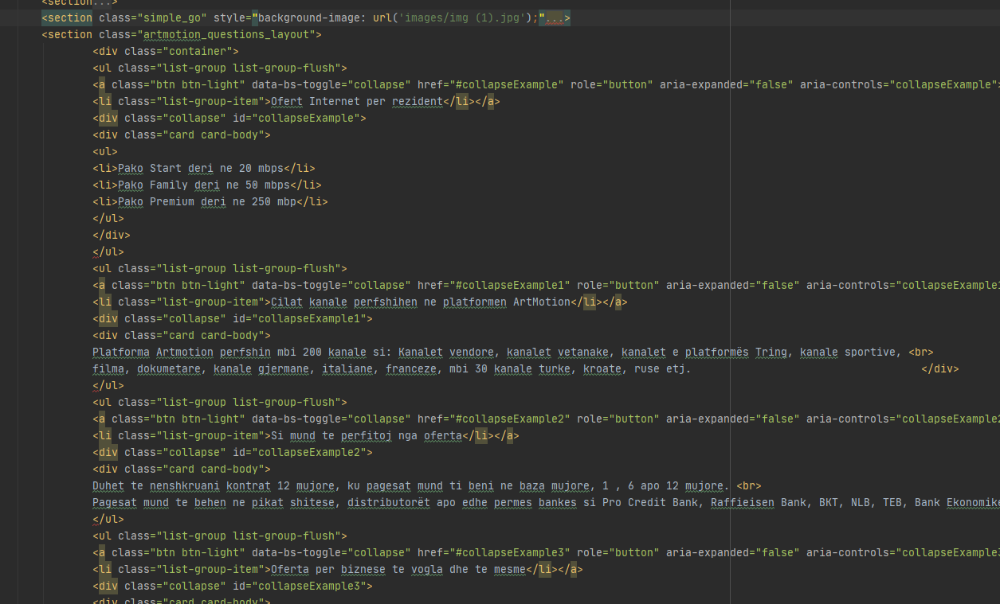 <section...>
<section class="simple_go" style="background-image: url('images/img (1).jpg');"...>
<section class="artmotion_questions_layout">
<div class="container">
<ul class="list-group list-group-flush">
<a class="btn btn-light" data-bs-toggle="collapse" href="#collapseExample" role="button" aria-expanded="false" aria-controls="collapseExample">
<li class="list-group-item">Ofert Internet per rezident</li></a>
<div class="collapse" id="collapseExample">
<div class="card card-body">
<ul>
<li>Pako Start deri ne 20 mbps</li>
<li>Pako Family deri ne 50 mbps</li>
<li>Pako Premium deri ne 250 mbp</li>
</ul>
</div>
</ul>
<ul class="list-group list-group-flush">
<a class="btn btn-light" data-bs-toggle="collapse" href="#collapseExample1" role="button" aria-expanded="false" aria-controls="collapseExample1
<li class="list-group-item">Cilat kanale perfshihen ne platformen ArtMotion</li></a>
<div class="collapse" id="collapseExample1">
<div class="card card-body">
Platforma Artmotion perfshin mbi 200 kanale si: Kanalet vendore, kanalet vetanake, kanalet e platformës Tring, kanale sportive, <br>
filma, dokumetare, kanale gjermane, italiane, franceze, mbi 30 kanale turke, kroate, ruse etj. </div>
</ul>
<ul class="list-group list-group-flush">
<a class="btn btn-light" data-bs-toggle="collapse" href="#collapseExample2" role="button" aria-expanded="false" aria-controls="collapseExample2
<li class="list-group-item">Si mund te perfitoj nga oferta</li></a>
<div class="collapse" id="collapseExample2">
<div class="card card-body">
Duhet te nenshkruani kontrat 12 mujore, ku pagesat mund ti beni ne baza mujore, 1 , 6 apo 12 mujore. <br>
Pagesat mund te behen ne pikat shitese, distributorët apo edhe permes bankes si Pro Credit Bank, Raffieisen Bank, BKT, NLB, TEB, Bank Ekonomike
</ul>
<ul class="list-group list-group-flush">
<a class="btn btn-light" data-bs-toggle="collapse" href="#collapseExample3" role="button" aria-expanded="false" aria-controls="collapseExample3
<li class="list-group-item">Oferta per biznese te vogla dhe te mesme</li></a>
<div class="collapse" id="collapseExample3">
<div class="card card-body">